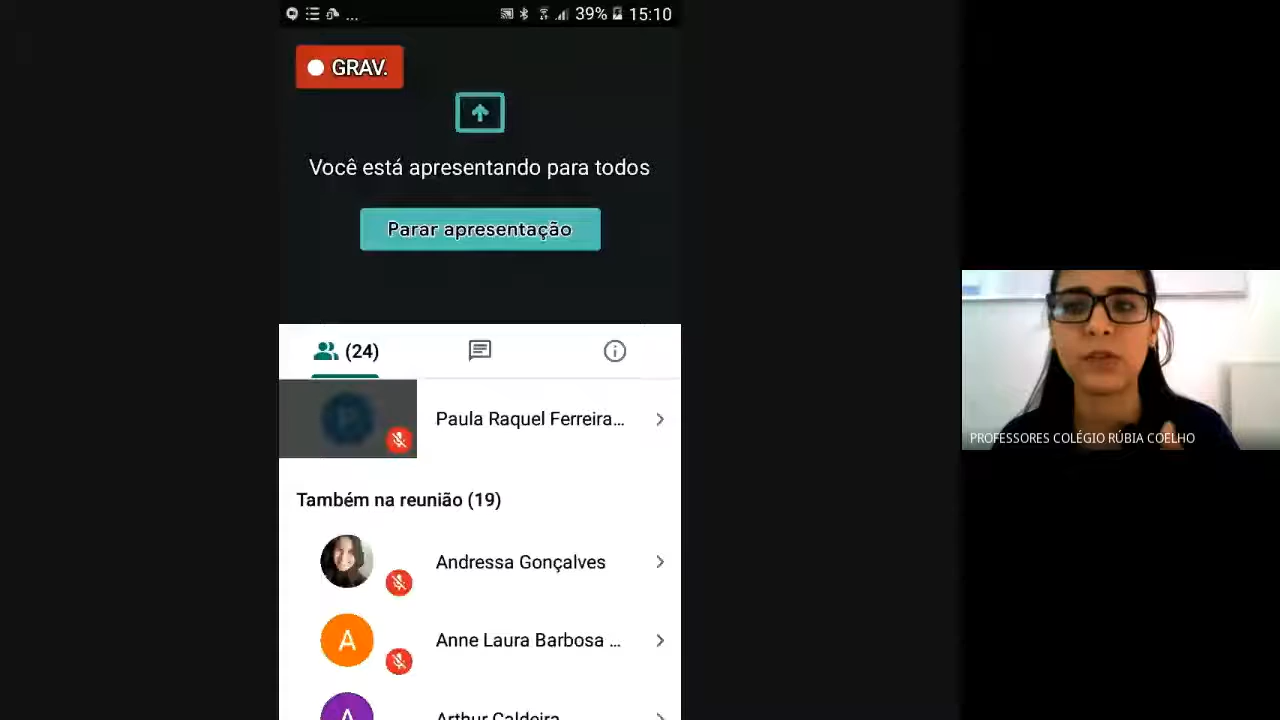 ... 39% 15:10
GRAV.
Você está apresentando para todos
Parar apresentação
(24)
P
Paula Raquel Ferreira...
Também na reunião (19)
Andressa Gonçalves
A
Anne Laura Barbosa ...
A
Arthur Caldeira
PROFESSORES COLÉGIO RÚBIA COELHO